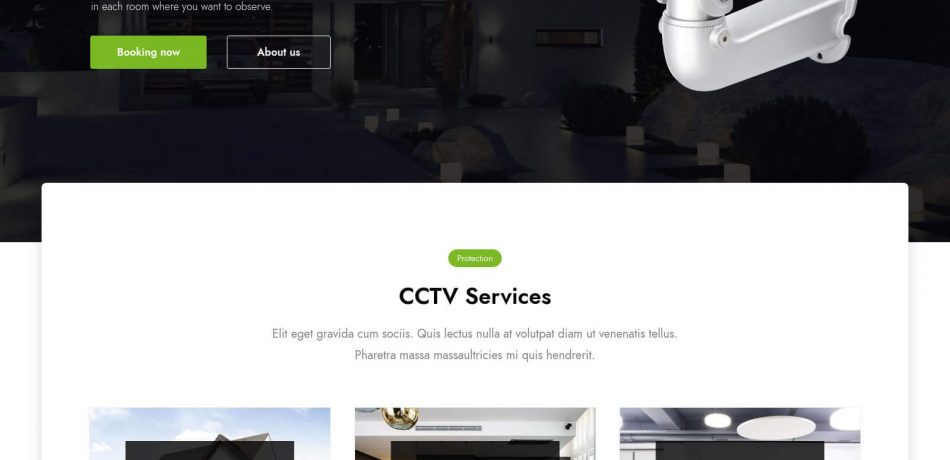 in each room where you want to observe.
Booking now
About us
Protection
CCTV Services
Elit eget gravida cum sociis. Quis lectus nulla at volutpat diam ut venenatis tellus.
Pharetra massa massaultricies mi quis hendrerit.